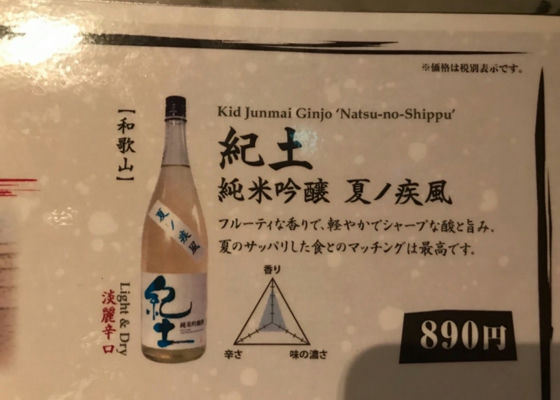 ※価格は税別表示です。
【和歌山】
Kid Junmai Ginjo 'Natsu-no-Shippu'
紀土
純米吟醸 夏ノ疾風
フルーティな香りで、軽やかでシャープな酸と旨み。
夏のサッパリした食とのマッチングは最高です。
夏ノ疾風
紀土
純米吟醸酒
Light & Dry
淡麗辛口
香り
辛さ
味の濃さ
890円